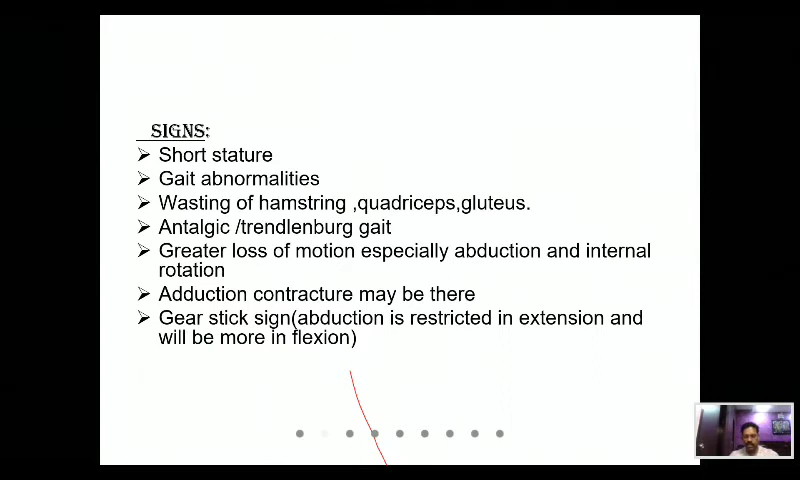 SIGNS:
➢ Short stature
➢ Gait abnormalities
➢ Wasting of hamstring ,quadriceps,gluteus.
➢ Antalgic /trendlenburg gait
➢ Greater loss of motion especially abduction and internal
rotation
➢ Adduction contracture may be there
➢ Gear stick sign(abduction is restricted in extension and
will be more in flexion)